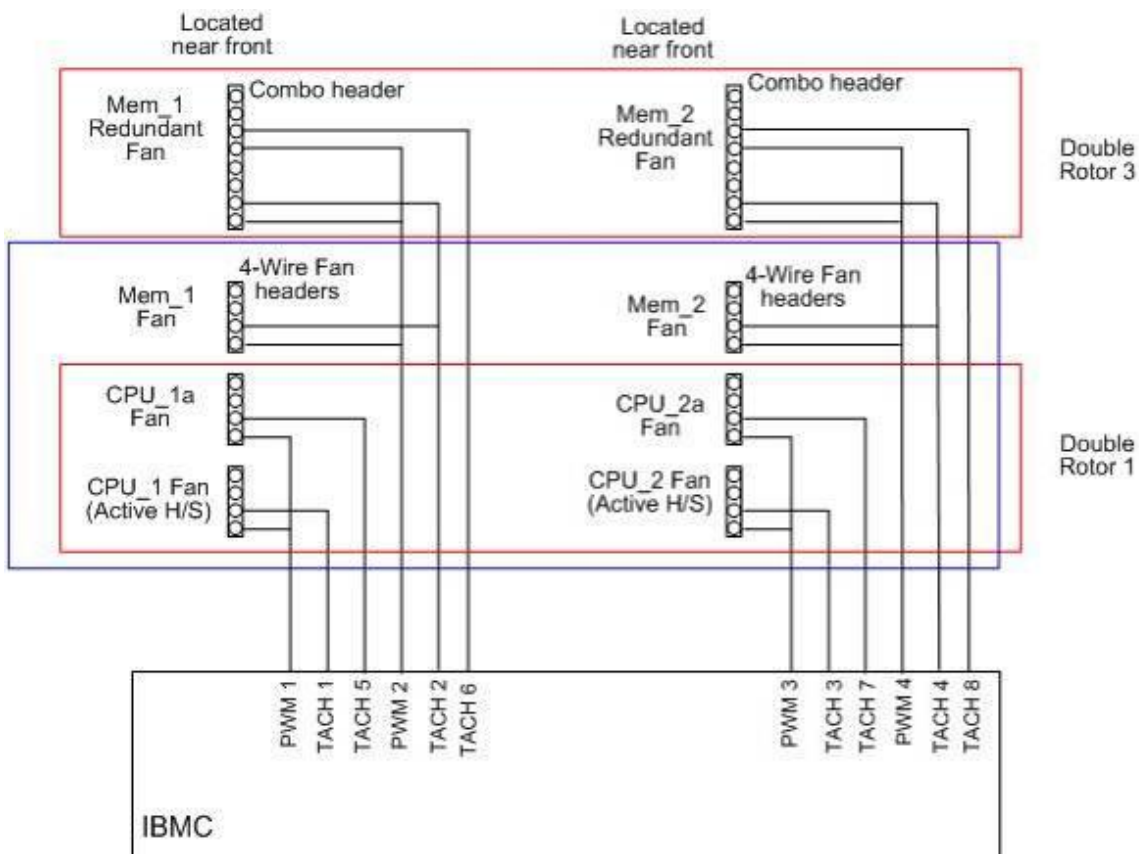 Located
near front
Located
near front
Mem_1
Redundant
Fan
Combo header
Mem_2
Redundant
Fan
Combo header
Double
Rotor 3
Mem_1
Fan
4-Wire Fan
headers
Mem_2
Fan
4-Wire Fan
headers
CPU_1a
Fan
CPU_2a
Fan
CPU_1 Fan
(Active H/S)
CPU_2 Fan
(Active H/S)
Double
Rotor 1
PWM 1
TACH 1
TACH 5
PWM 2
TACH 2
TACH 6
PWM 3
TACH 3
TACH 7
PWM 4
TACH 4
TACH 8
IBMC